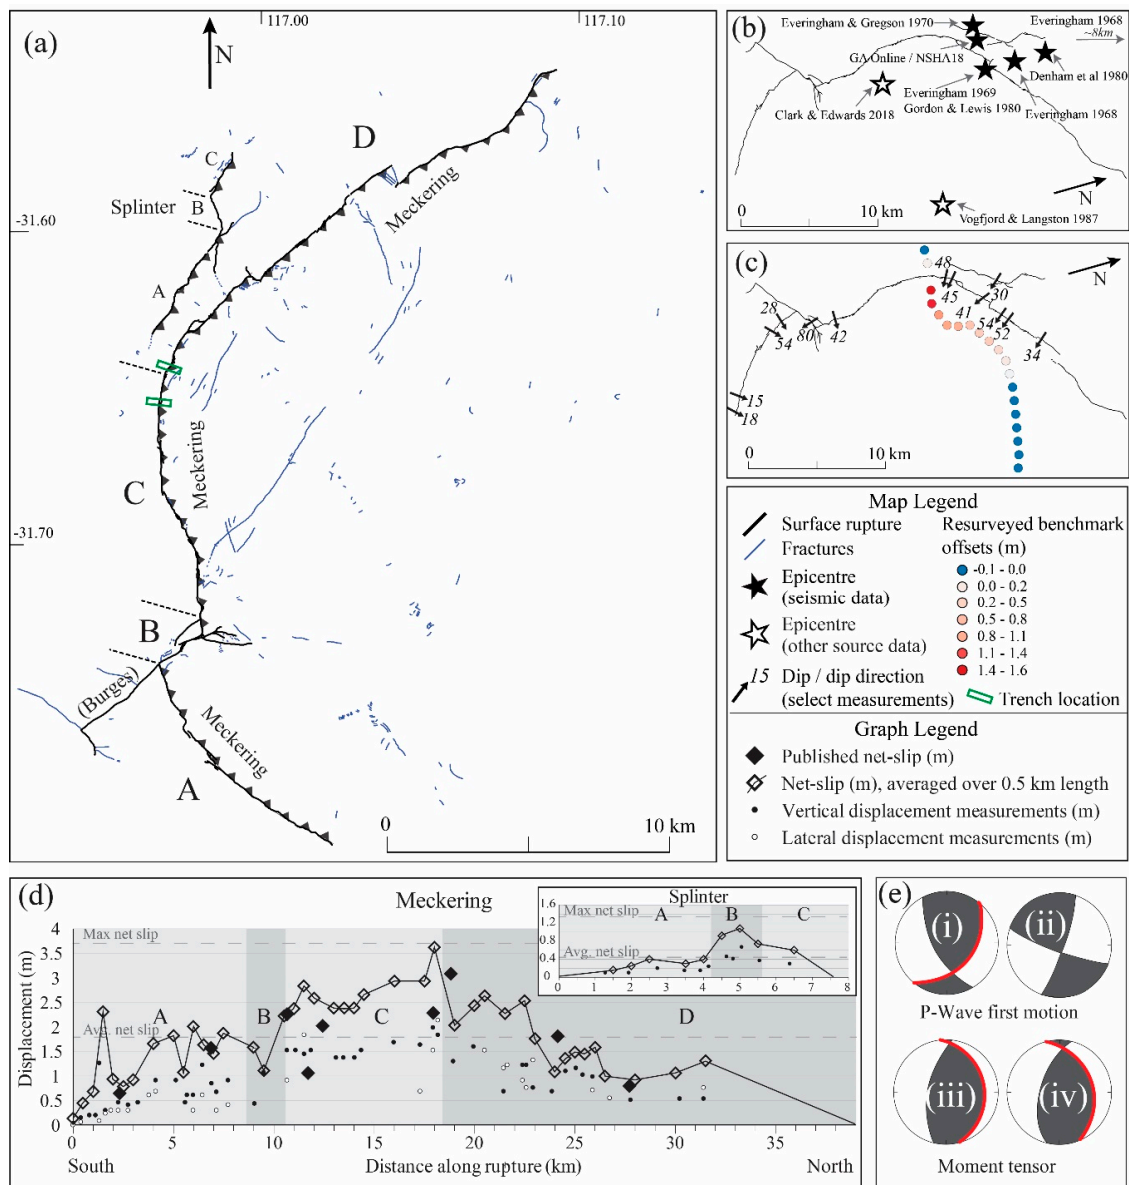 (a)
117.00
117.10
N
D
C
Splinter
B
Meckering
-31.60
A
Meckering
C
-31.70
B
(Burges)
Meckering
A
0
10 km
(b)
Everingham & Gregson 1970
Everingham 1968
~8km
GA Online / NSHA18
Denham et al 1980
Everingham 1969
Gordon & Lewis 1980
Clark & Edwards 2018
Everingham 1968
N
0
10 km
Vogfjord & Langston 1987
(c)
48
N
45
30
28
41
54
80
42
54
52
34
15
18
0
10 km
Map Legend
Surface rupture
Fractures
Epicentre
(seismic data)
Epicentre
(other source data)
15 Dip / dip direction
(select measurements)
Resurveyed benchmark
offsets (m)
-0.1 - 0.0
0.0 - 0.2
0.2 - 0.5
0.5 - 0.8
0.8 - 1.1
1.1 - 1.4
1.4 - 1.6
Trench location
Graph Legend
Published net-slip (m)
Net-slip (m), averaged over 0.5 km length
Vertical displacement measurements (m)
Lateral displacement measurements (m)
(d)
Meckering
Displacement (m)
4
3.5
3
2.5
2
1.5
1
0.5
0
Max net slip
Avg. net slip
A
B
C
D
0
5
10
15
20
25
30
35
South
Distance along rupture (km)
North
Splinter
1.6
1.2
0.8
0.4
0
Max net slip
Avg. net slip
A
B
C
0 1 2 3 4 5 6 7 8
(e)
(i)
(ii)
P-Wave first motion
(iii)
(iv)
Moment tensor